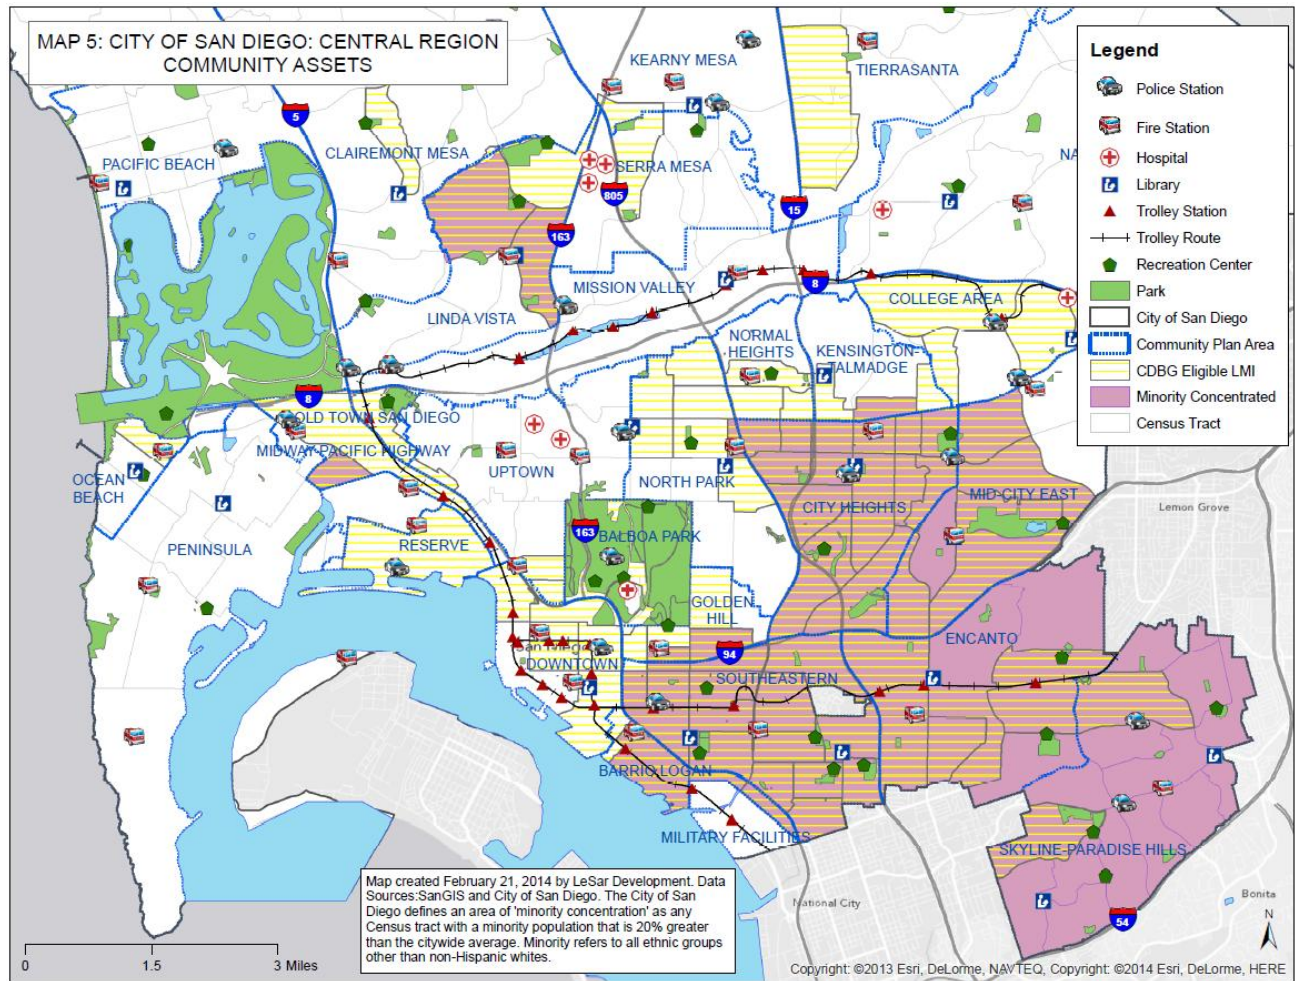 MAP 5: CITY OF SAN DIEGO: CENTRAL REGION
COMMUNITY ASSETS
Legend
Police Station
Fire Station
Hospital
Library
Trolley Station
Trolley Route
Recreation Center
Park
City of San Diego
Community Plan Area
CDBG Eligible LMI
Minority Concentrated
Census Tract
KEARNY MESA
TIERRASANTA
5
PACIFIC BEACH
CLAIREMONT MESA
SERRA MESA
NA
805
15
163
MISSION VALLEY
8
COLLEGE AREA
LINDA VISTA
NORMAL
HEIGHTS
KENSINGTON-
TALMADGE
8
OLD TOWN SAN DIEGO
MIDWAY-PACIFIC HIGHWAY
UPTOWN
OCEAN
BEACH
NORTH PARK
CITY HEIGHTS
MID-CITY EAST
Lemon Grove
163
BALBOA PARK
PENINSULA
RESERVE
GOLDEN
HILL
ENCANTO
94
San Diego
DOWNTOWN
SOUTHEASTERN
BARRIO LOGAN
MILITARY FACILITIES
SKYLINE-PARADISE HILLS
National City
Bonita
54
N
Map created February 21, 2014 by LeSar Development. Data
Sources:SanGIS and City of San Diego. The City of San
Diego defines an area of 'minority concentration' as any
Census tract with a minority population that is 20% greater
than the citywide average. Minority refers to all ethnic groups
other than non-Hispanic whites.
0 1.5 3 Miles
Copyright: ©2013 Esri, DeLorme, NAVTEQ, Copyright: ©2014 Esri, DeLorme, HERE